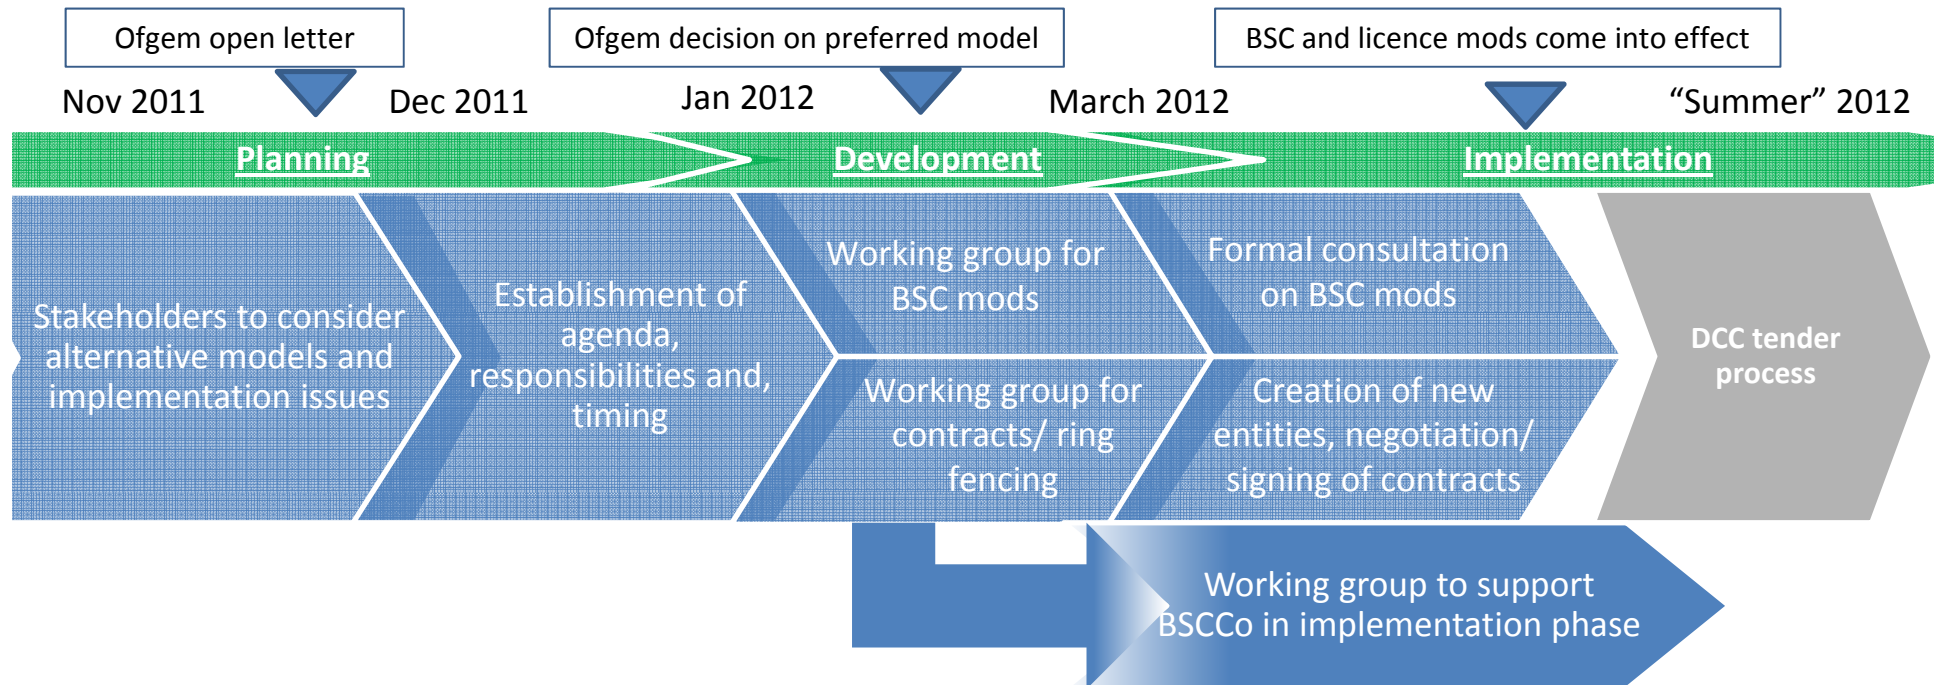 Ofgem open letter
Ofgem decision on preferred model
BSC and licence mods come into effect
Nov 2011
Dec 2011
Jan 2012
March 2012
“Summer” 2012
Planning
Development
Implementation
Stakeholders to consider
alternative models and
implementation issues
Establishment of
agenda,
responsibilities and,
timing
Working group for
BSC mods
Working group for
contracts/ ring
fencing
Formal consultation
on BSC mods
Creation of new
entities, negotiation/
signing of contracts
DCC tender
process
Working group to support
BSCCo in implementation phase